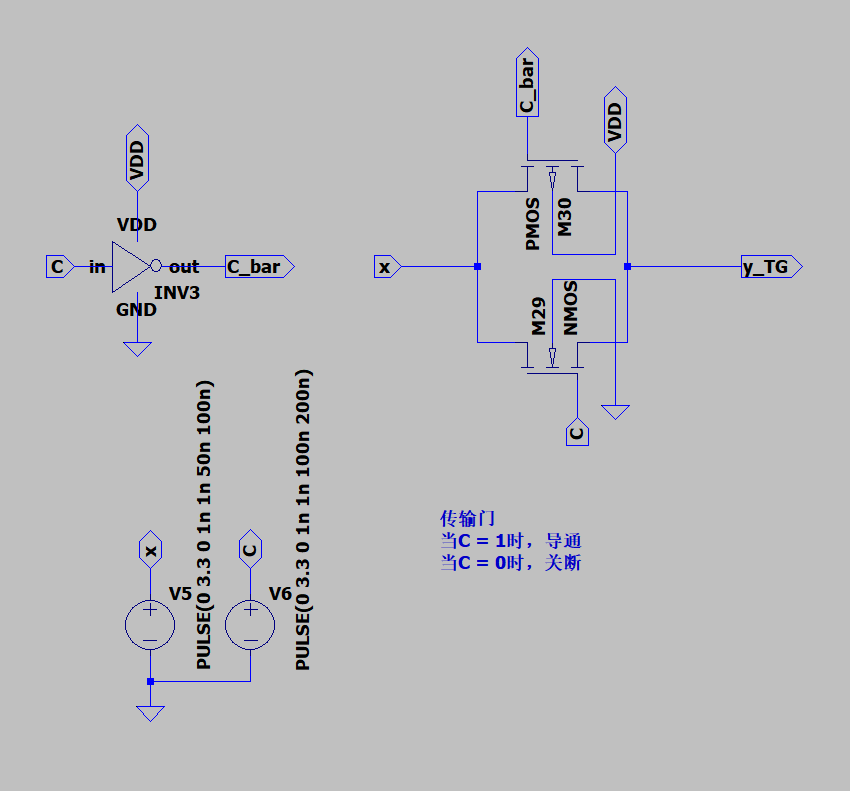 C_bar
VDD
VDD
VDD
PMOS
M30
C
in
out
C_bar
x
y_TG
INV3
GND
M29
NMOS
C
PULSE(0 3.3 0 1n 1n 50n 100n)
PULSE(0 3.3 0 1n 1n 100n 200n)
传输门
当C = 1时，导通
当C = 0时，关断
x
C
V5
V6